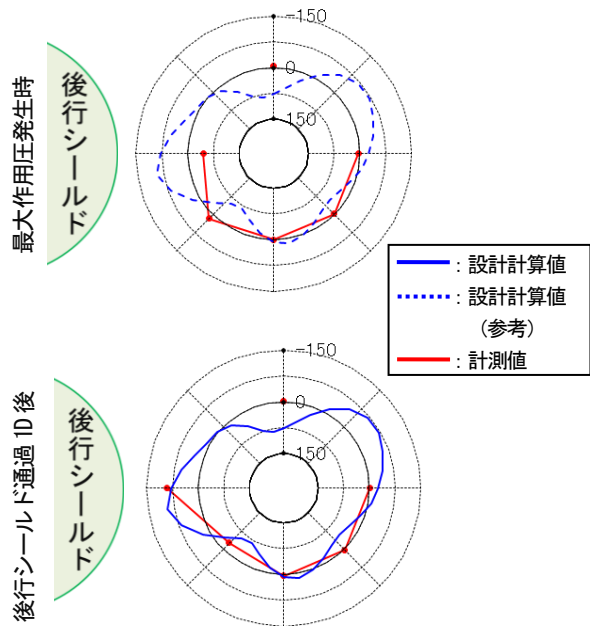 最大作用圧発生時
後行シールド
-150
0
150
: 設計計算値
: 設計計算値
(参考)
: 計測値
後行シールド通過1D後
後行シールド
-150
0
150